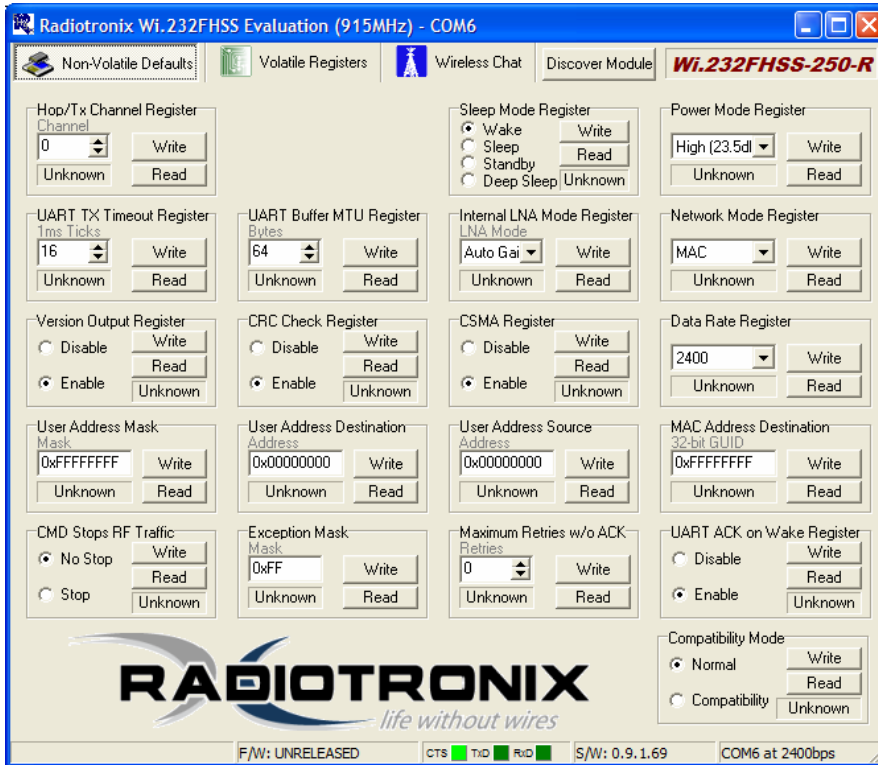 Radiotronix Wi.232FHSS Evaluation (915MHz) - COM6
Non-Volatile Defaults
Volatile Registers
Wireless Chat
Discover Module
Wi.232FHSS-250-R
Hop/Tx Channel Register
Channel
0
Write
Unknown
Read
Sleep Mode Register
Wake
Sleep
Standby
Deep Sleep
Write
Read
Unknown
Power Mode Register
High (23.5dl
Write
Unknown
Read
UART TX Timeout Register
1ms Ticks
16
Write
Unknown
Read
UART Buffer MTU Register
Bytes
64
Write
Unknown
Read
Internal LNA Mode Register
LNA Mode
Auto Gai
Write
Unknown
Read
Network Mode Register
MAC
Write
Unknown
Read
Version Output Register
Disable
Enable
Write
Read
Unknown
CRC Check Register
Disable
Enable
Write
Read
Unknown
CSMA Register
Disable
Enable
Write
Read
Unknown
Data Rate Register
2400
Write
Unknown
Read
User Address Mask
Mask
0xFFFFFFFF
Write
Unknown
Read
User Address Destination
Address
0x00000000
Write
Unknown
Read
User Address Source
Address
0x00000000
Write
Unknown
Read
MAC Address Destination
32-bit GUID
0xFFFFFFFF
Write
Unknown
Read
CMD Stops RF Traffic
No Stop
Stop
Write
Read
Unknown
Exception Mask
Mask
0xFF
Write
Unknown
Read
Maximum Retries w/o ACK
Retries
0
Write
Unknown
Read
UART ACK on Wake Register
Disable
Enable
Write
Read
Unknown
Compatibility Mode
Normal
Compatibility
Write
Read
Unknown
RADIOTRONIX
life without wires
F/W: UNRELEASED
CTS TxD RxD
S/W: 0.9.1.69
COM6 at 2400bps